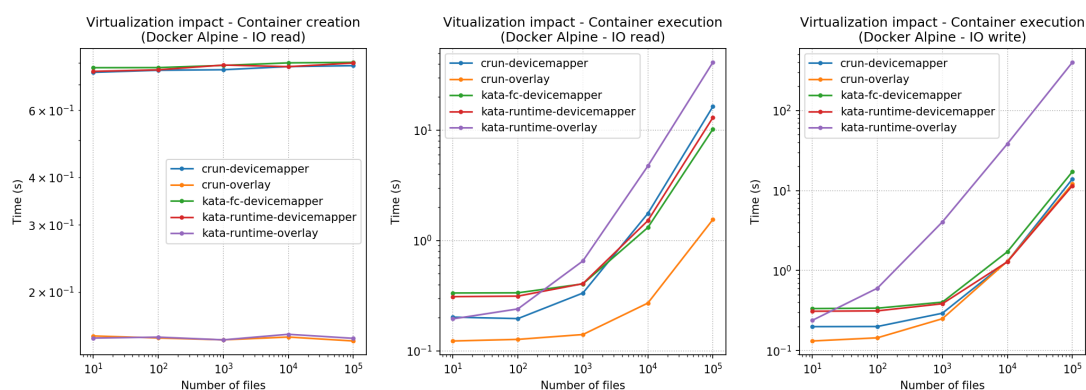 Virtualization impact - Container creation
(Docker Alpine - IO read)
Time (s)
6 × 10⁻¹
4 × 10⁻¹
3 × 10⁻¹
2 × 10⁻¹
crun-devicemapper
crun-overlay
kata-fc-devicemapper
kata-runtime-devicemapper
kata-runtime-overlay
10¹ 10² 10³ 10⁴ 10⁵
Number of files
Vitualization impact - Container execution
(Docker Alpine - IO read)
Time (s)
10¹
10⁰
10⁻¹
crun-devicemapper
crun-overlay
kata-fc-devicemapper
kata-runtime-devicemapper
kata-runtime-overlay
10¹ 10² 10³ 10⁴ 10⁵
Number of files
Virtualization impact - Container execution
(Docker Alpine - IO write)
Time (s)
10²
10¹
10⁰
10⁻¹
crun-devicemapper
crun-overlay
kata-fc-devicemapper
kata-runtime-devicemapper
kata-runtime-overlay
10¹ 10² 10³ 10⁴ 10⁵
Number of files